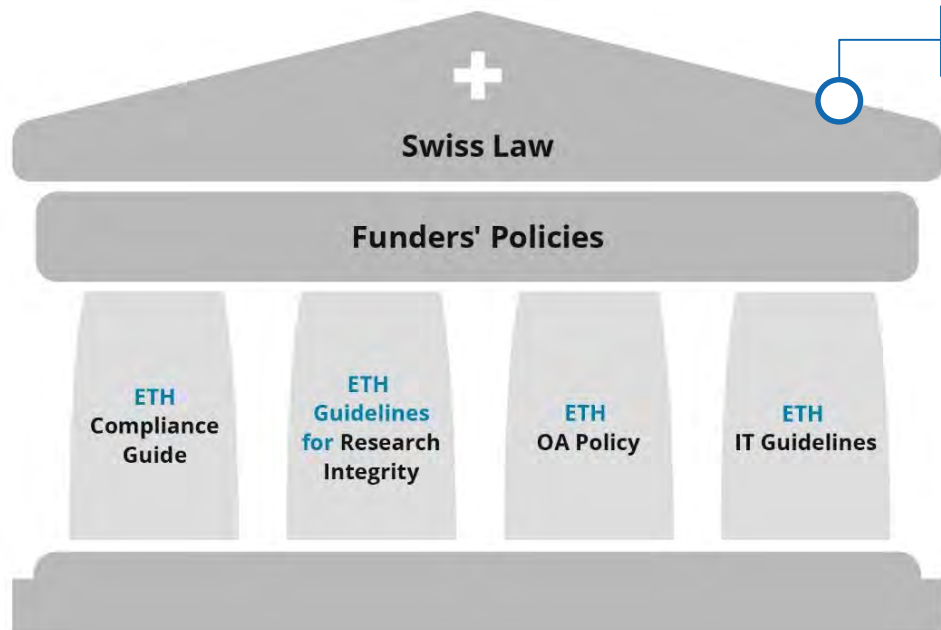 Swiss Law
Funders' Policies
ETH
Compliance
Guide
ETH
Guidelines
for Research
Integrity
ETH
OA Policy
ETH
IT Guidelines